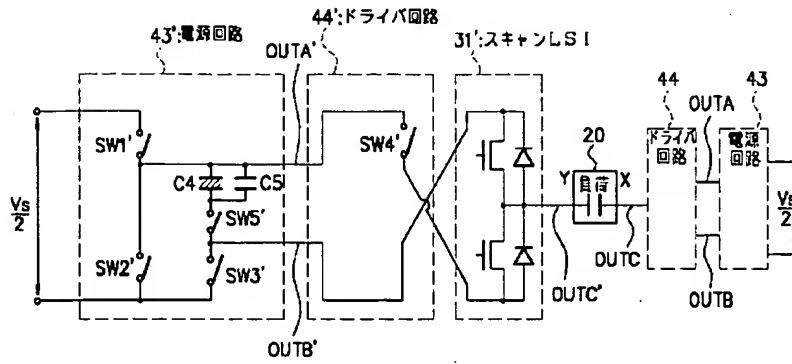 43':電源回路
44':ドライバ回路
31':スキャンLSI
OUTA'
SW1'
SW4'
C4
C5
SW5'
Vs/2
SW2'
SW3'
OUTB'
20
Y
負荷
X
OUTC'
OUTC
44
ドライバ
回路
OUTA
43
電源
回路
Vs/2
OUTB